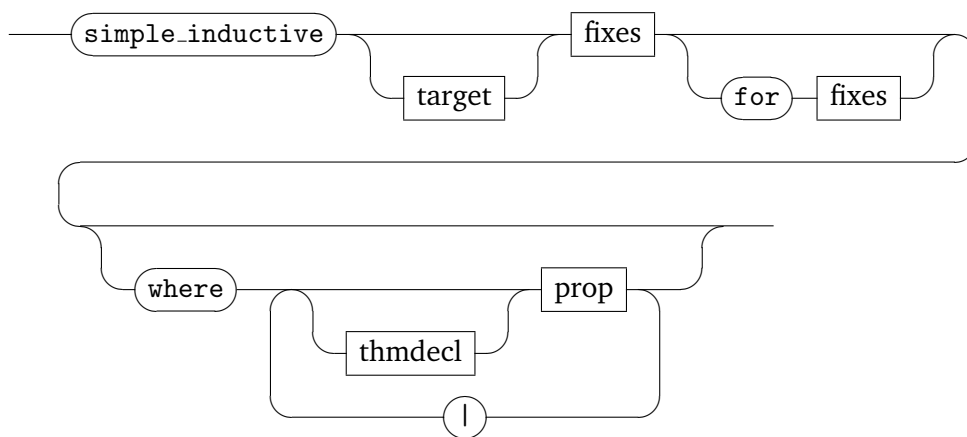 simple_inductive fixes
target for fixes
where prop
thmdecl
|